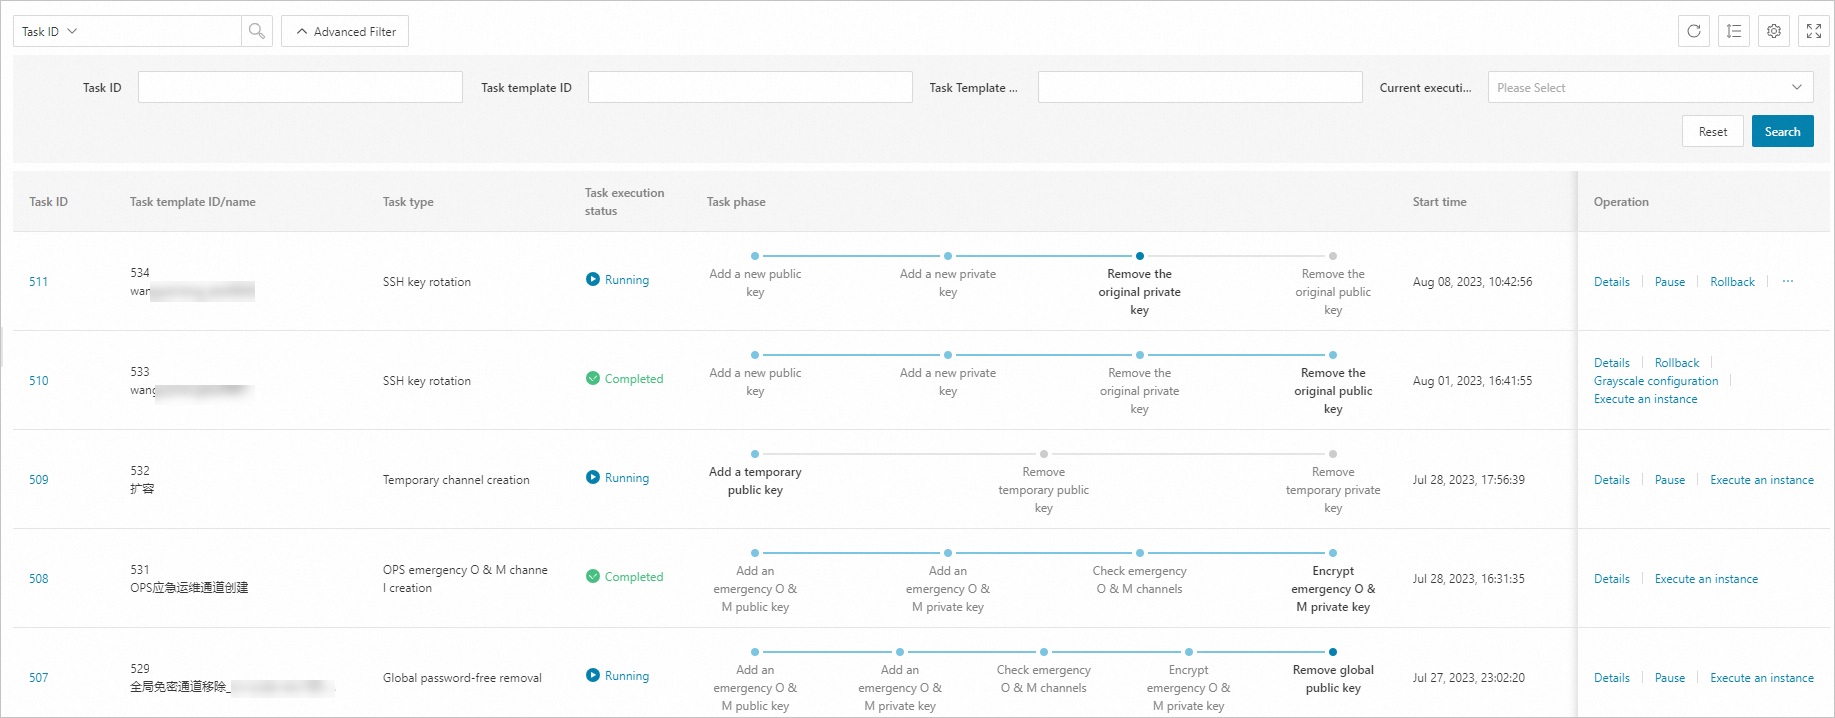 Task ID
Advanced Filter
Task ID
Task template ID
Task Template ...
Current executi...
Please Select
Reset
Search
Task ID
Task template ID/name
Task type
Task execution
status
Task phase
Start time
Operation
511
534
SSH key rotation
Running
Add a new public
key
Add a new private
key
Remove the
original private
key
Remove the
original public
key
Aug 08, 2023, 10:42:56
Details
Pause
Rollback
...
510
533
SSH key rotation
Completed
Add a new public
key
Add a new private
key
Remove the
original private
key
Remove the
original public
key
Aug 01, 2023, 16:41:55
Details
Rollback
Grayscale configuration
Execute an instance
509
532
扩容
Temporary channel creation
Running
Add a temporary
public key
Remove
temporary public
key
Remove
temporary private
key
Jul 28, 2023, 17:56:39
Details
Pause
Execute an instance
508
531
OPS应急运维通道创建
OPS emergency O & M channe
l creation
Completed
Add an
emergency O &
M public key
Add an
emergency O &
M private key
Check emergency
O & M channels
Encrypt
emergency O &
M private key
Jul 28, 2023, 16:31:35
Details
Execute an instance
507
529
全局免密通道移除_
Global password-free removal
Running
Add an
emergency O &
M public key
Add an
emergency O &
M private key
Check emergency
O & M channels
Encrypt
emergency O &
M private key
Remove global
public key
Jul 27, 2023, 23:02:20
Details
Pause
Execute an instance